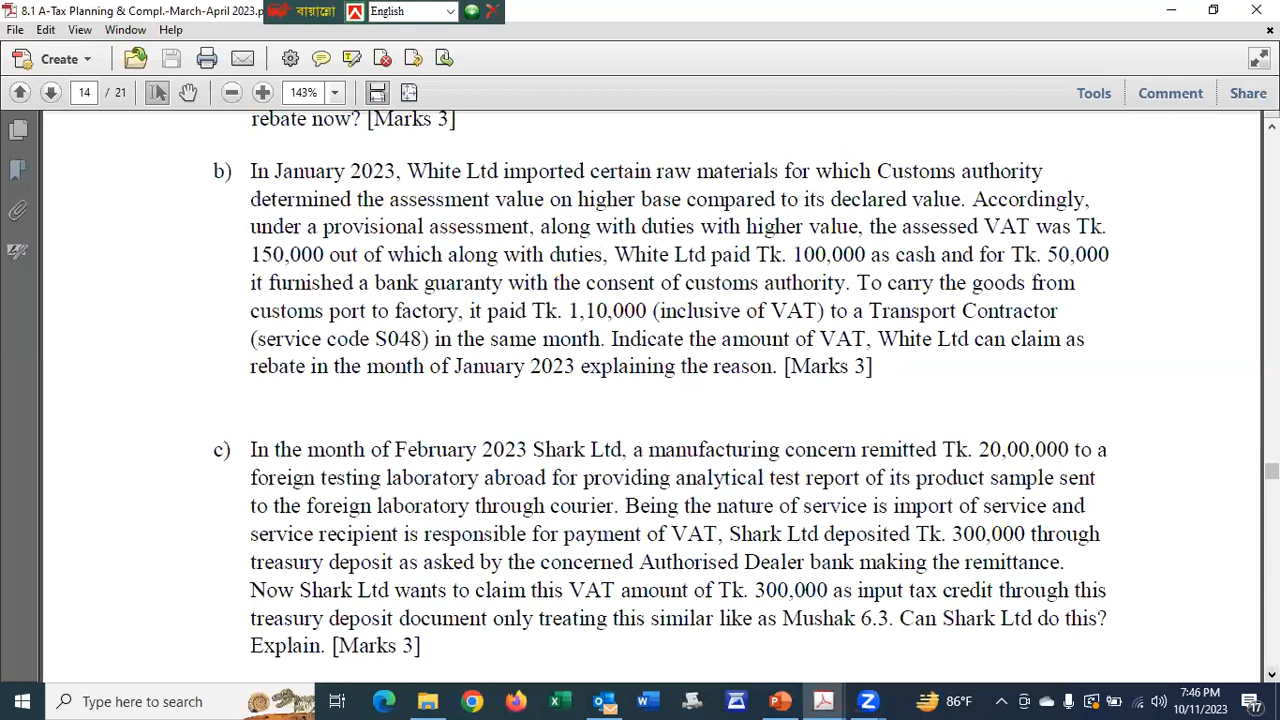 8.1 A-Tax Planning & Compl.-March-April 2023.p
বায়ান্নো
English
File Edit View Window Help
Create
14 / 21
143%
Tools Comment Share
rebate now? [Marks 3]
b) In January 2023, White Ltd imported certain raw materials for which Customs authority
determined the assessment value on higher base compared to its declared value. Accordingly,
under a provisional assessment, along with duties with higher value, the assessed VAT was Tk.
150,000 out of which along with duties, White Ltd paid Tk. 100,000 as cash and for Tk. 50,000
it furnished a bank guaranty with the consent of customs authority. To carry the goods from
customs port to factory, it paid Tk. 1,10,000 (inclusive of VAT) to a Transport Contractor
(service code S048) in the same month. Indicate the amount of VAT, White Ltd can claim as
rebate in the month of January 2023 explaining the reason. [Marks 3]
c) In the month of February 2023 Shark Ltd, a manufacturing concern remitted Tk. 20,00,000 to a
foreign testing laboratory abroad for providing analytical test report of its product sample sent
to the foreign laboratory through courier. Being the nature of service is import of service and
service recipient is responsible for payment of VAT, Shark Ltd deposited Tk. 300,000 through
treasury deposit as asked by the concerned Authorised Dealer bank making the remittance.
Now Shark Ltd wants to claim this VAT amount of Tk. 300,000 as input tax credit through this
treasury deposit document only treating this similar like as Mushak 6.3. Can Shark Ltd do this?
Explain. [Marks 3]
Type here to search
86°F
7:46 PM
10/11/2023
17